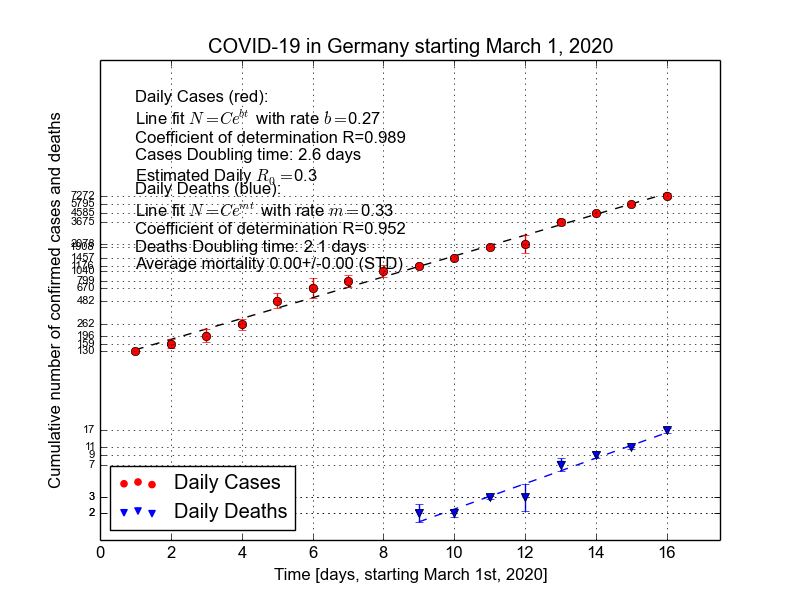 COVID-19 in Germany starting March 1, 2020
Daily Cases (red):
Line fit N=Ce^{bt} with rate b=0.27
Coefficient of determination R=0.989
Cases Doubling time: 2.6 days
Estimated Daily R_0=0.3
Daily Deaths (blue):
Line fit N=Ce^{mt} with rate m=0.33
Coefficient of determination R=0.952
Deaths Doubling time: 2.1 days
Average mortality 0.00+/-0.00 (STD)
Cumulative number of confirmed cases and deaths
7272
5795
4585
3675
2078
1457
1176
1040
799
670
482
262
196
159
130
17
11
9
7
3
2
Daily Cases
Daily Deaths
0 2 4 6 8 10 12 14 16
Time [days, starting March 1st, 2020]